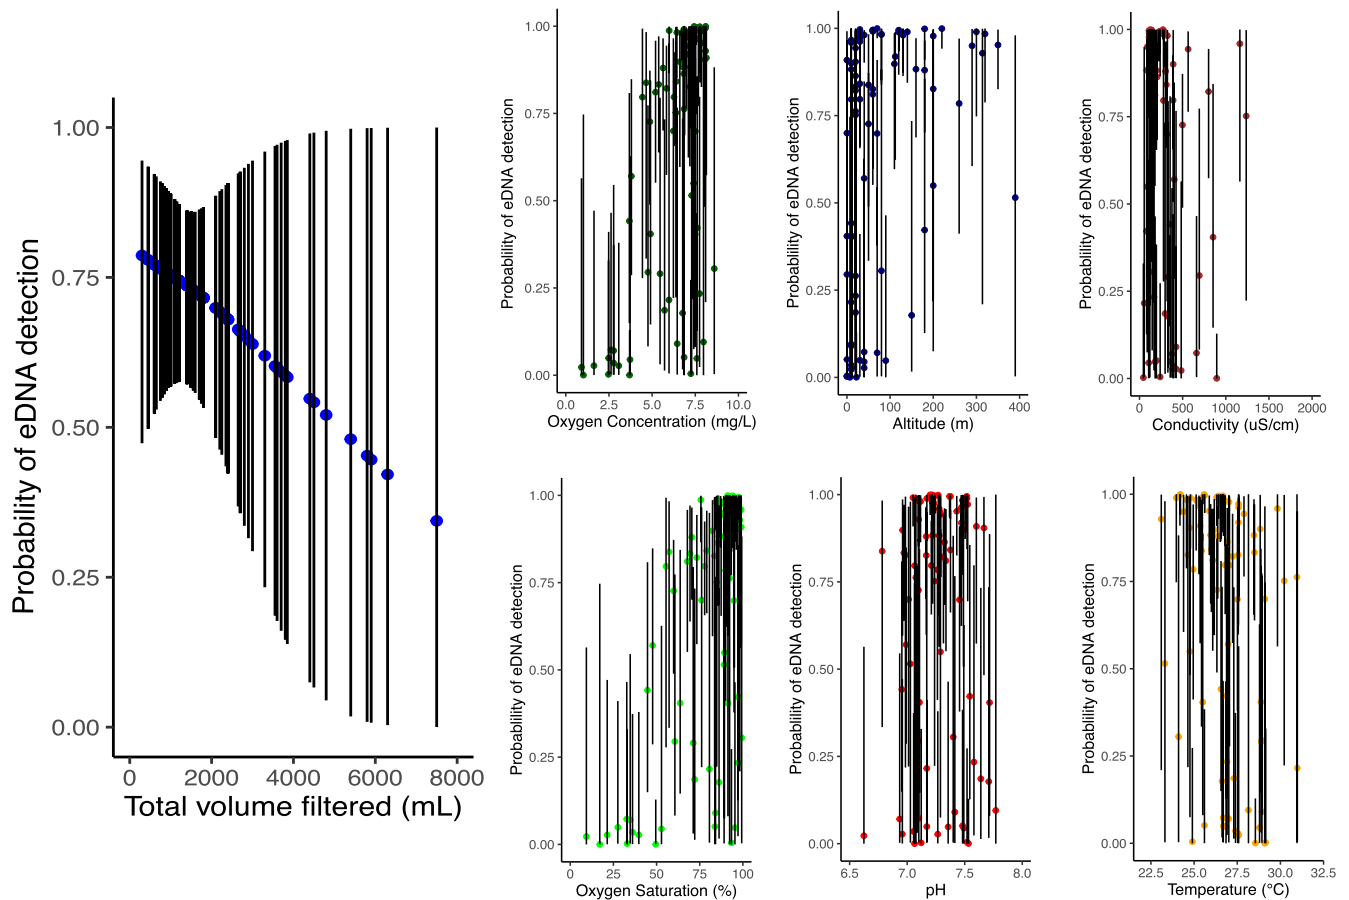 Probability of eDNA detection
1.00
0.75
0.50
0.25
0.00
0 2000 4000 6000 8000
Total volume filtered (mL)
Probablility of eDNA detection
1.00
0.75
0.50
0.25
0.00
0.0 2.5 5.0 7.5 10.0
Oxygen Concentration (mg/L)
Probablility of eDNA detection
1.00
0.75
0.50
0.25
0.00
0 100 200 300 400
Altitude (m)
Probablility of eDNA detection
1.00
0.75
0.50
0.25
0.00
0 500 1000 1500 2000
Conductivity (uS/cm)
Probablility of eDNA detection
1.00
0.75
0.50
0.25
0.00
0 25 50 75 100
Oxygen Saturation (%)
Probablility of eDNA detection
1.00
0.75
0.50
0.25
0.00
6.5 7.0 7.5 8.0
pH
Probablility of eDNA detection
1.00
0.75
0.50
0.25
0.00
22.5 25.0 27.5 30.0 32.5
Temperature (°C)